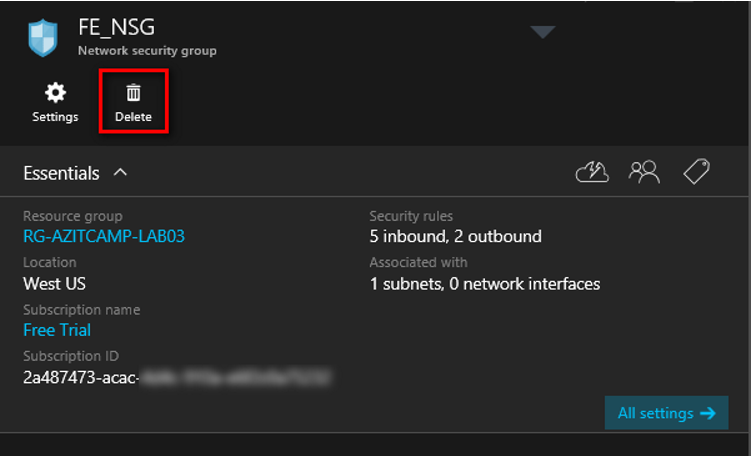 FE_NSG
Network security group
Settings
Delete
Essentials
Resource group
RG-AZITCAMP-LAB03
Location
West US
Subscription name
Free Trial
Subscription ID
2a487473-acac-
Security rules
5 inbound, 2 outbound
Associated with
1 subnets, 0 network interfaces
All settings